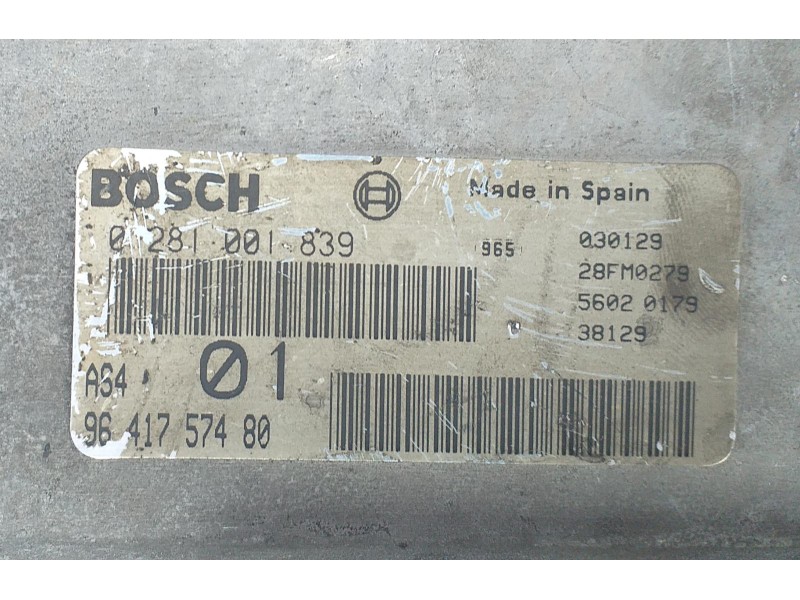 BOSCH Made in Spain
0 281 001 839 965 030129
28FM0279
5602 0179
38129
AS4 01
96 417 574 80